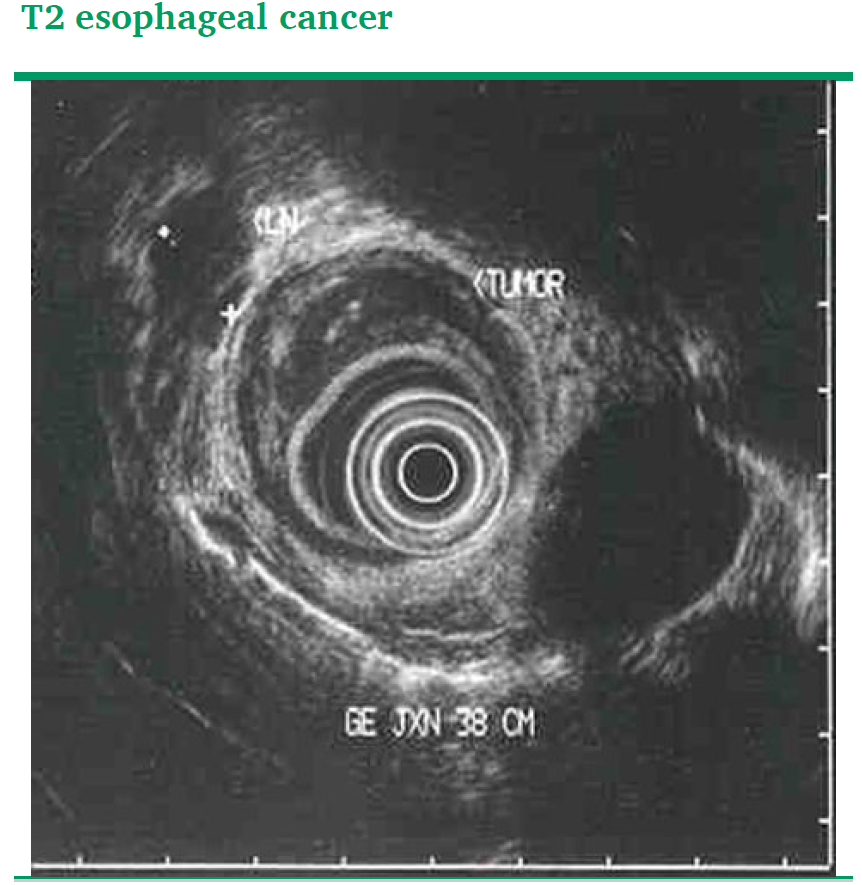 T2 esophageal cancer
<LN
<TUMOR
GE JXN 38 CM